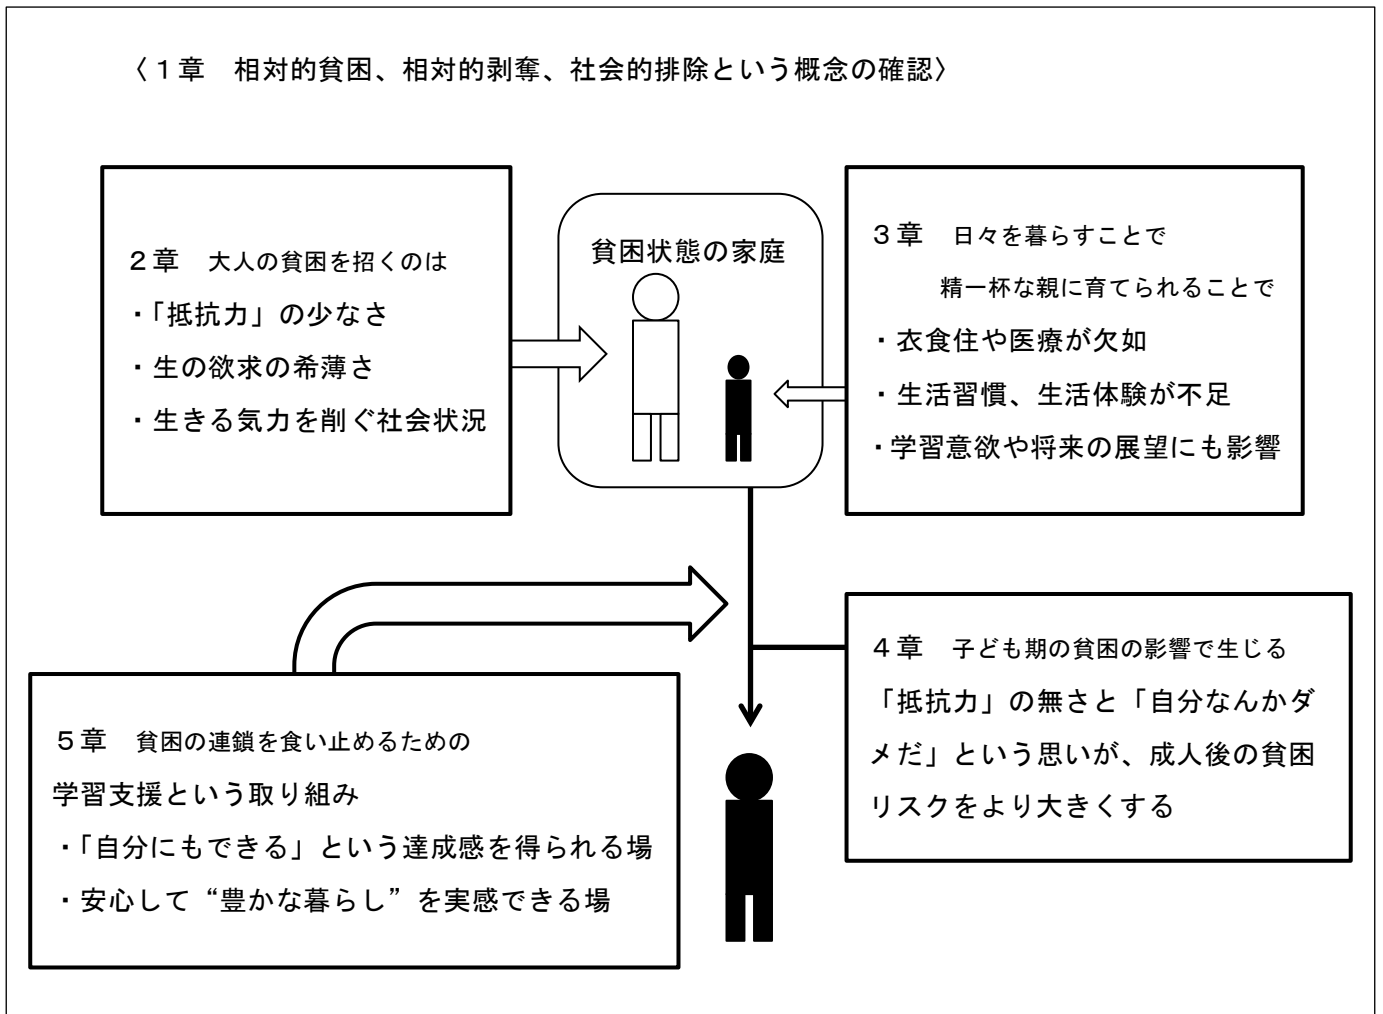 〈１章　相対的貧困、相対的剥奪、社会的排除という概念の確認〉
２章　大人の貧困を招くのは
・「抵抗力」の少なさ
・生の欲求の希薄さ
・生きる気力を削ぐ社会状況
貧困状態の家庭
３章　日々を暮らすことで
精一杯な親に育てられることで
・衣食住や医療が欠如
・生活習慣、生活体験が不足
・学習意欲や将来の展望にも影響
４章　子ども期の貧困の影響で生じる
「抵抗力」の無さと「自分なんかダ
メだ」という思いが、成人後の貧困
リスクをより大きくする
５章　貧困の連鎖を食い止めるための
学習支援という取り組み
・「自分にもできる」という達成感を得られる場
・安心して“豊かな暮らし”を実感できる場